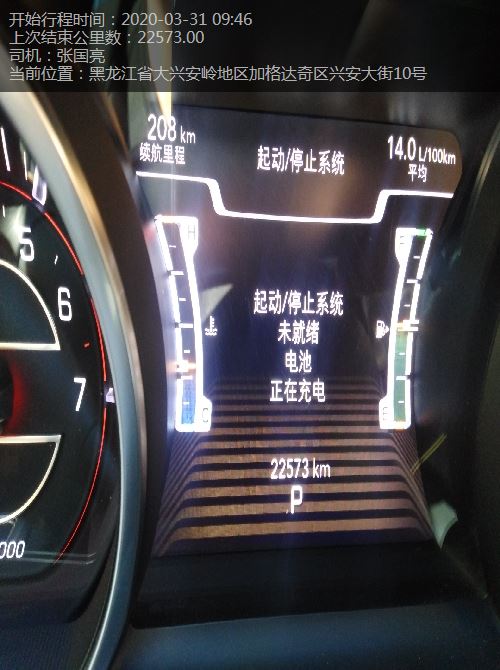 开始行程时间：2020-03-31 09:46
上次结束公里数：22573.00
司机：张国亮
当前位置：黑龙江省大兴安岭地区加格达奇区兴安大街10号
208 km
续航里程
起动/停止系统
14.0 L/100km
平均
H
5
6
7
起动/停止系统
未就绪
电池
正在充电
C
E
22573 km
P
000